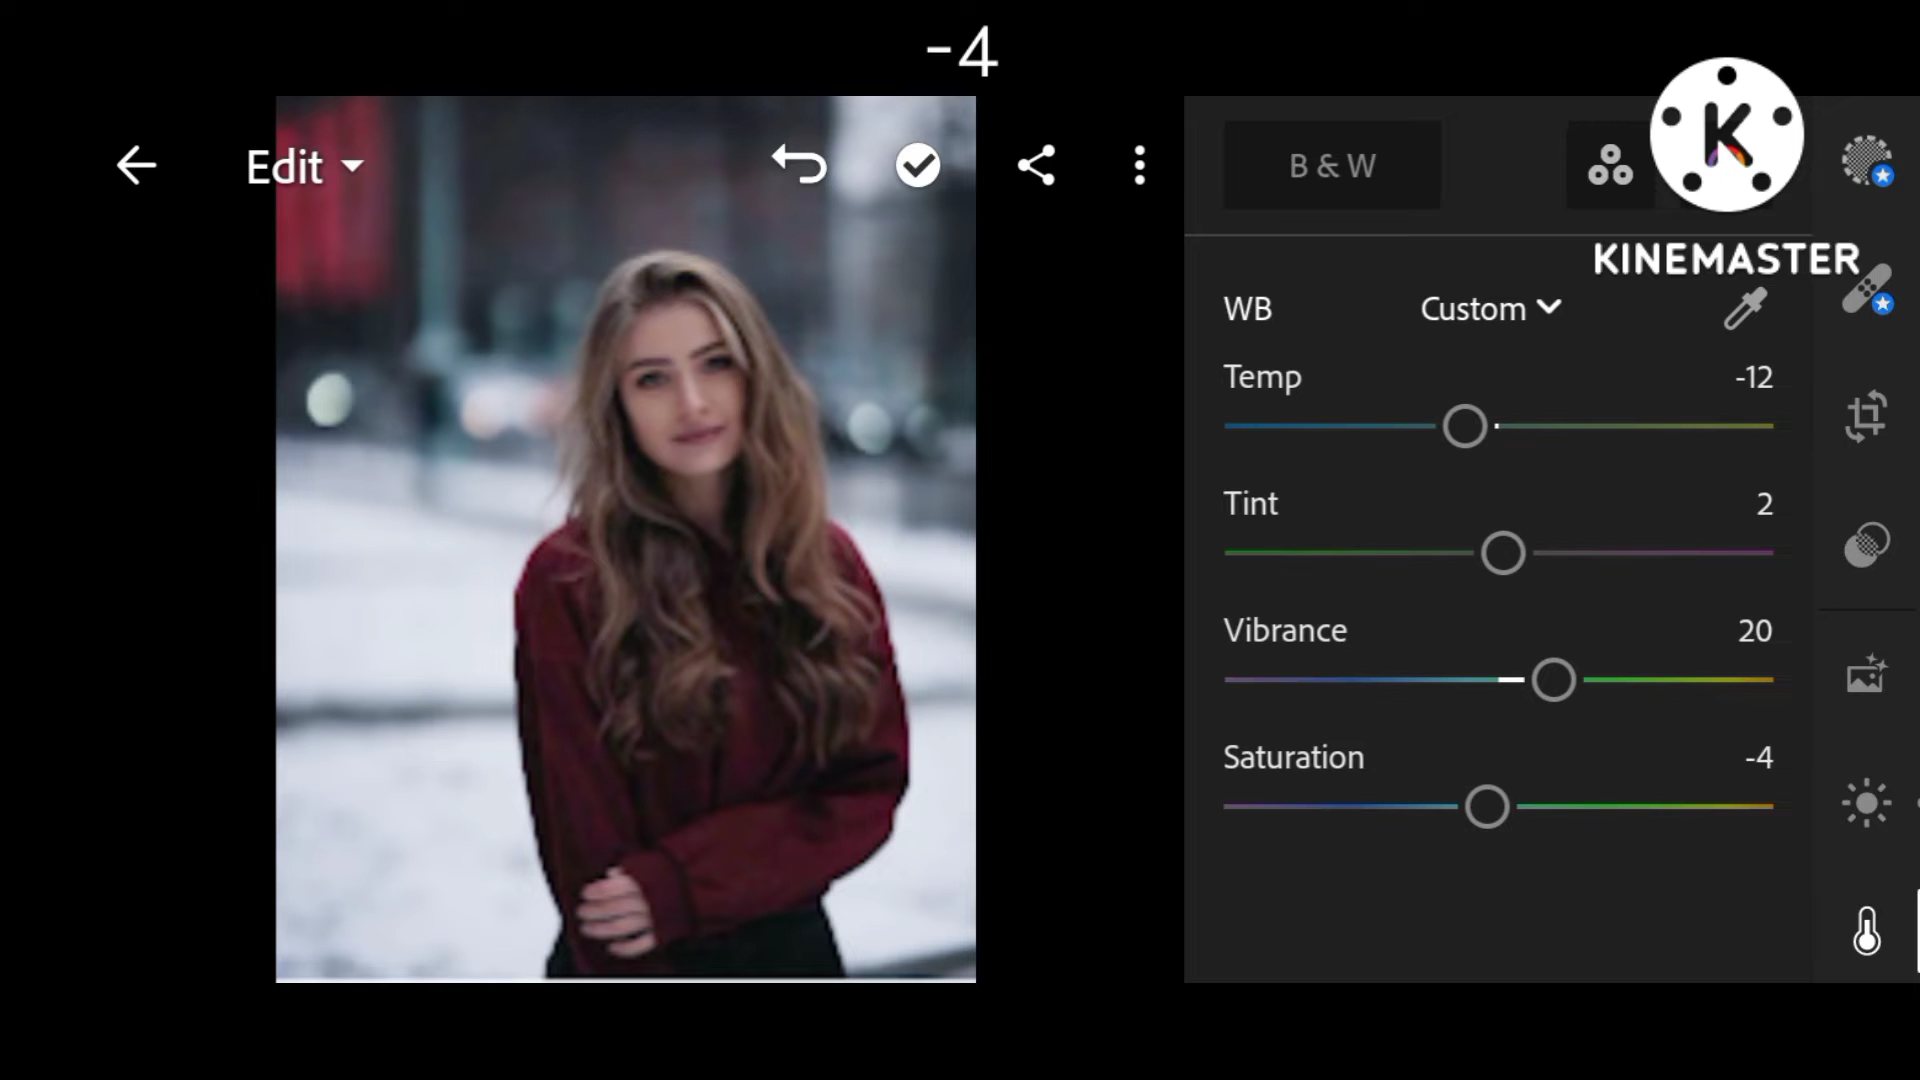 -4
Edit
B & W
K
KINEMASTER
WB Custom
Temp -12
Tint 2
Vibrance 20
Saturation -4